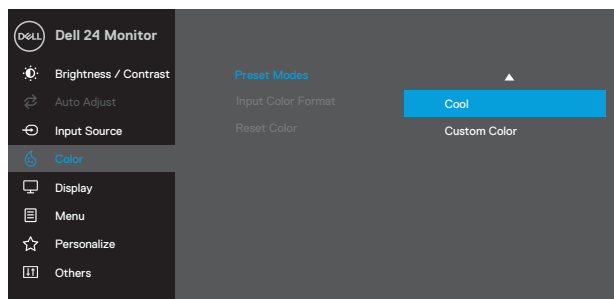 DELL Dell 24 Monitor
Brightness / Contrast
Auto Adjust
Input Source
Color
Display
Menu
Personalize
Others
Preset Modes
Input Color Format
Reset Color
Cool
Custom Color